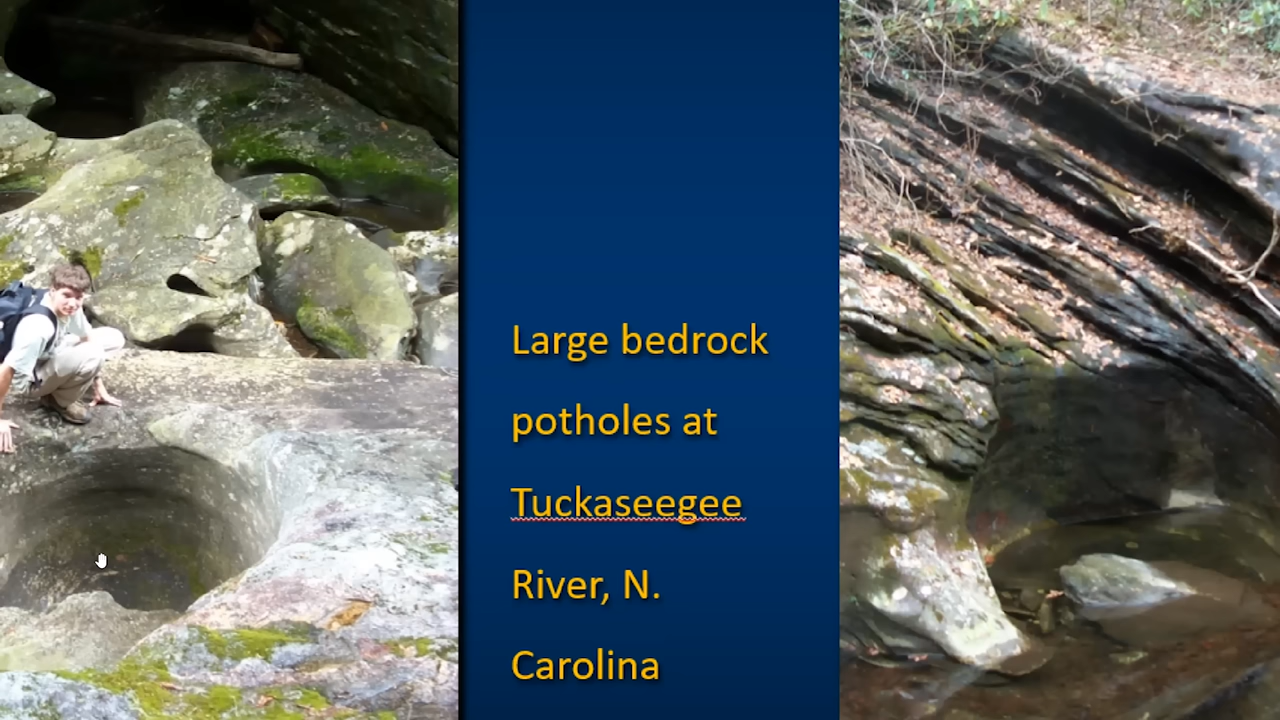 Large bedrock
potholes at
Tuckaseegee
River, N.
Carolina